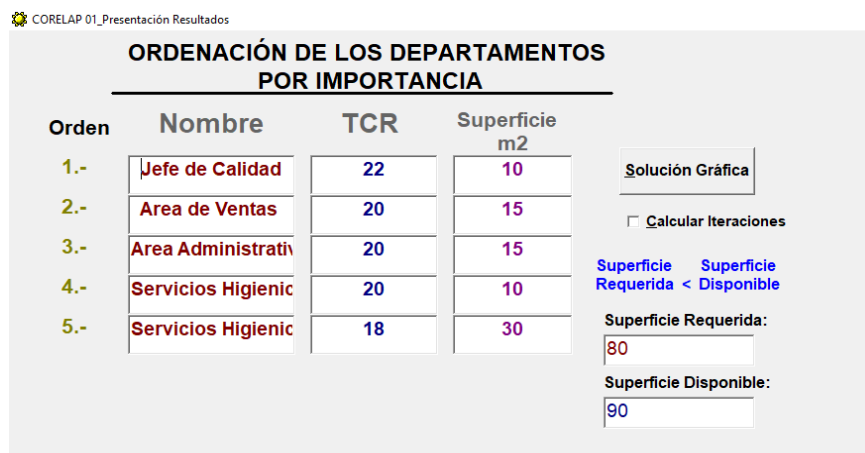 CORELAP 01_Presentación Resultados
ORDENACIÓN DE LOS DEPARTAMENTOS
POR IMPORTANCIA
Orden Nombre TCR Superficie
m2
1.- Jefe de Calidad 22 10
2.- Area de Ventas 20 15
3.- Area Administrativ 20 15
4.- Servicios Higienic 20 10
5.- Servicios Higienic 18 30
Solución Gráfica
Calcular Iteraciones
Superficie Superficie
Requerida < Disponible
Superficie Requerida:
80
Superficie Disponible:
90